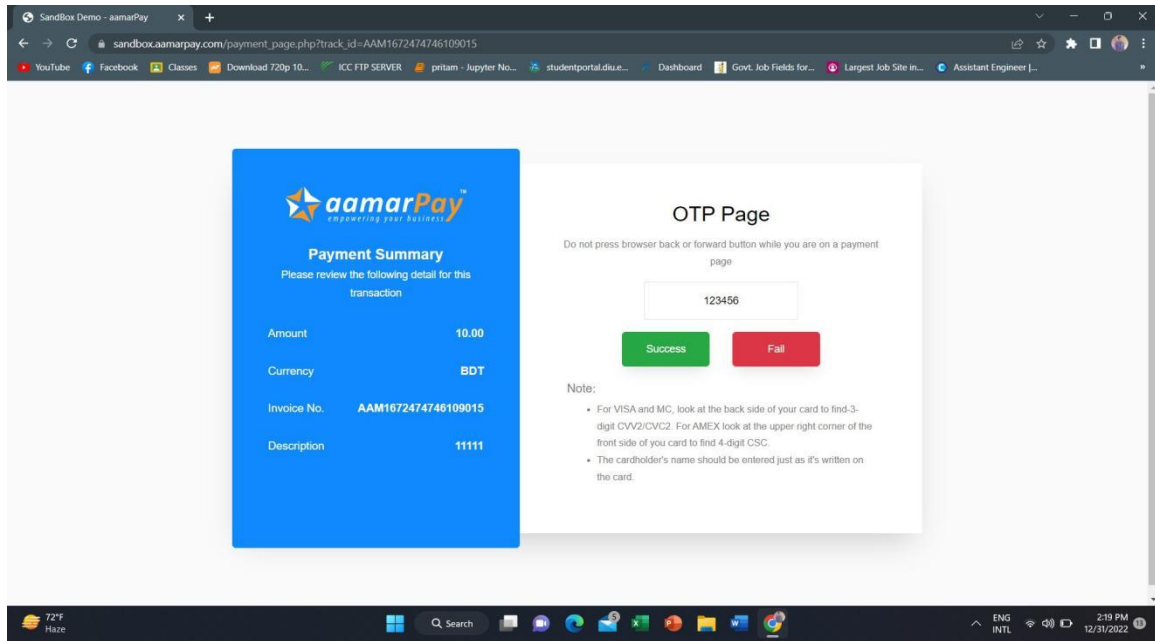 SandBox Demo - aamarPay
sandbox.aamarpay.com/payment_page.php?track_id=AAM1672474746109015
YouTube Facebook Classes Download 720p 10... ICC FTP SERVER pritam - Jupyter No... studentportal.diu.e... Dashboard Govt. Job Fields for... Largest Job Site in... Assistant Engineer |...
aamarPay™
empowering your business
Payment Summary
Please review the following detail for this
transaction
Amount 10.00
Currency BDT
Invoice No. AAM1672474746109015
Description 11111
OTP Page
Do not press browser back or forward button while you are on a payment
page
123456
Success Fail
Note:
• For VISA and MC, look at the back side of your card to find-3-
digit CVV2/CVC2. For AMEX look at the upper right corner of the
front side of you card to find 4-digit CSC.
• The cardholder's name should be entered just as it's written on
the card.
72°F
Haze
Search
ENG
INTL
2:19 PM
12/31/2022